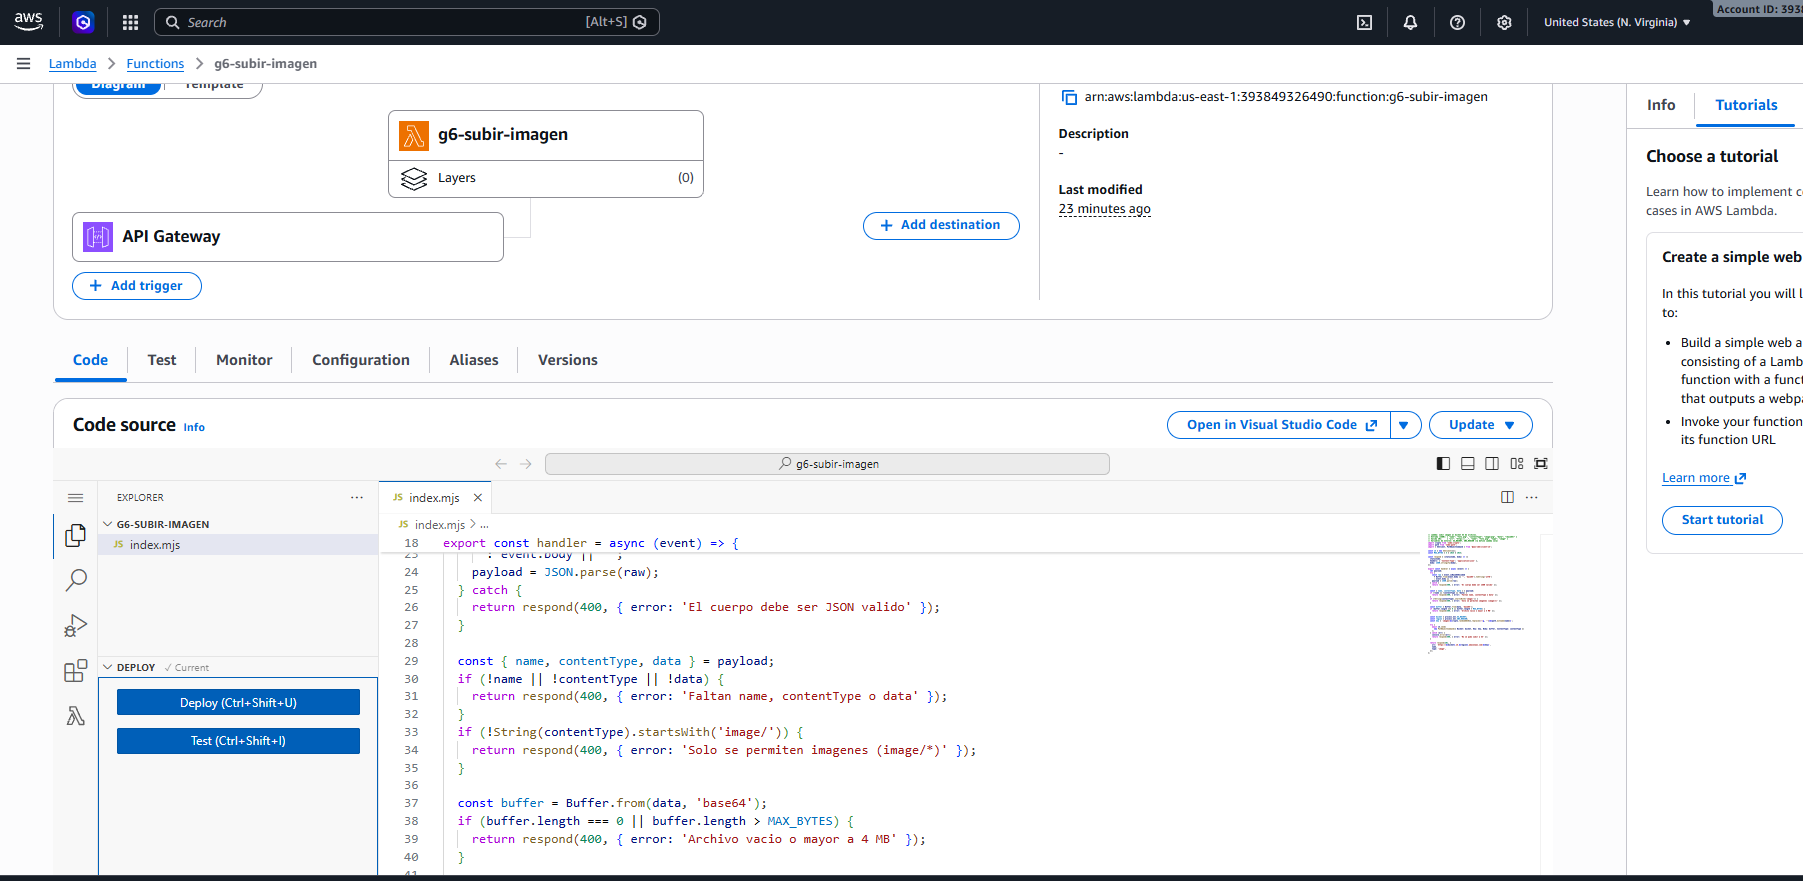 aws
Search
[Alt+S]
United States (N. Virginia)
Account ID: 393
Lambda
Functions
g6-subir-imagen
Diagram
Template
g6-subir-imagen
Layers
(0)
API Gateway
Add trigger
Add destination
arn:aws:lambda:us-east-1:393849326490:function:g6-subir-imagen
Description
-
Last modified
23 minutes ago
Code
Test
Monitor
Configuration
Aliases
Versions
Code source
Info
Open in Visual Studio Code
Update
g6-subir-imagen
EXPLORER
G6-SUBIR-IMAGEN
JS index.mjs
DEPLOY
Current
Deploy (Ctrl+Shift+U)
Test (Ctrl+Shift+I)
JS index.mjs
JS index.mjs > ...
18 export const handler = async (event) => {
23 : event.body || '';
24 payload = JSON.parse(raw);
25 } catch {
26 return respond(400, { error: 'El cuerpo debe ser JSON valido' });
27 }
28
29 const { name, contentType, data } = payload;
30 if (!name || !contentType || !data) {
31 return respond(400, { error: 'Faltan name, contentType o data' });
32 }
33 if (!String(contentType).startsWith('image/')) {
34 return respond(400, { error: 'Solo se permiten imagenes (image/*)' });
35 }
36
37 const buffer = Buffer.from(data, 'base64');
38 if (buffer.length === 0 || buffer.length > MAX_BYTES) {
39 return respond(400, { error: 'Archivo vacio o mayor a 4 MB' });
40 }
41
Info
Tutorials
Choose a tutorial
Learn how to implement c
cases in AWS Lambda.
Create a simple web
In this tutorial you will l
to:
Build a simple web a
consisting of a Lamb
function with a funct
that outputs a webpa
Invoke your function
its function URL
Learn more
Start tutorial